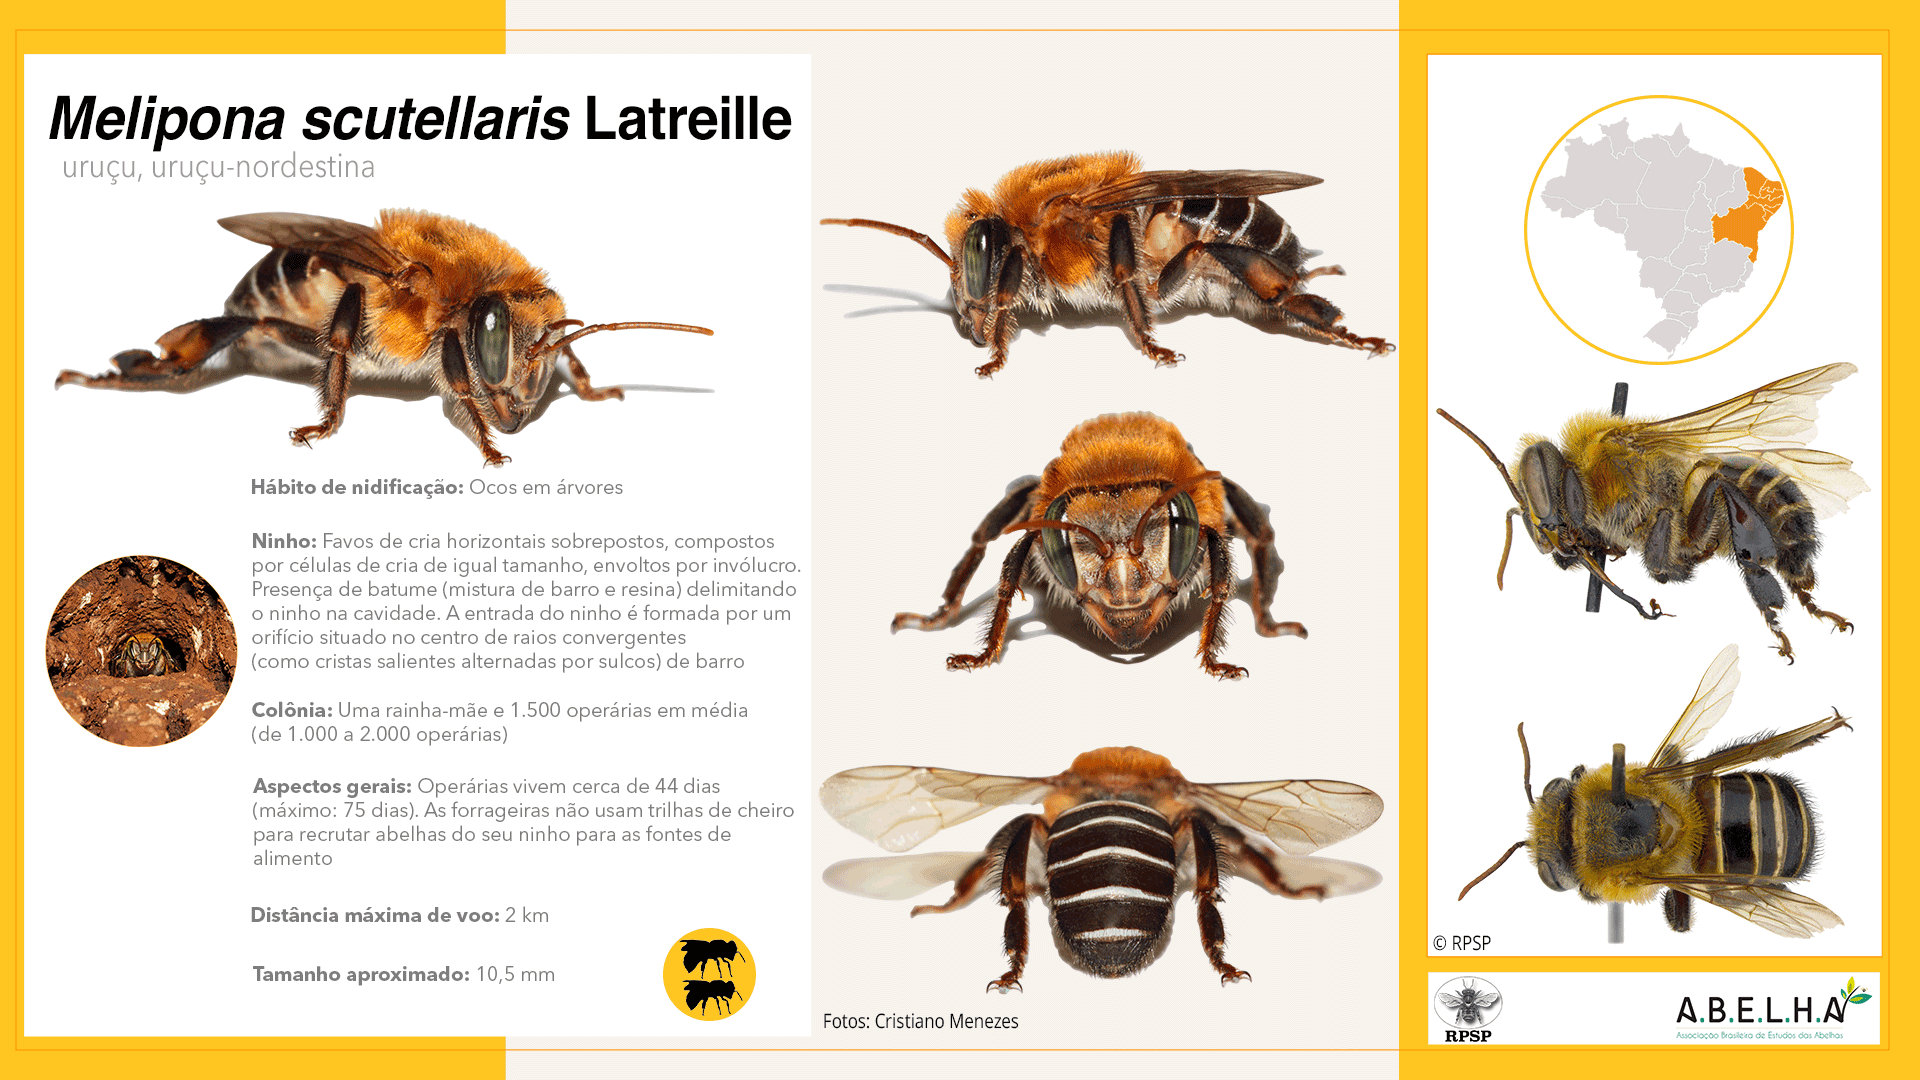 Melipona scutellaris Latreille
uruçu, uruçu-nordestina
Hábito de nidificação: Ocos em árvores
Ninho: Favos de cria horizontais sobrepostos, compostos
por células de cria de igual tamanho, envoltos por invólucro.
Presença de batume (mistura de barro e resina) delimitando
o ninho na cavidade. A entrada do ninho é formada por um
orifício situado no centro de raios convergentes
(como cristas salientes alternadas por sulcos) de barro
Colônia: Uma rainha-mãe e 1.500 operárias em média
(de 1.000 a 2.000 operárias)
Aspectos gerais: Operárias vivem cerca de 44 dias
(máximo: 75 dias). As forrageiras não usam trilhas de cheiro
para recrutar abelhas do seu ninho para as fontes de
alimento
Distância máxima de voo: 2 km
Tamanho aproximado: 10,5 mm
Fotos: Cristiano Menezes
© RPSP
RPSP
A.B.E.L.H.A
Associação Brasileira de Estudos das Abelhas